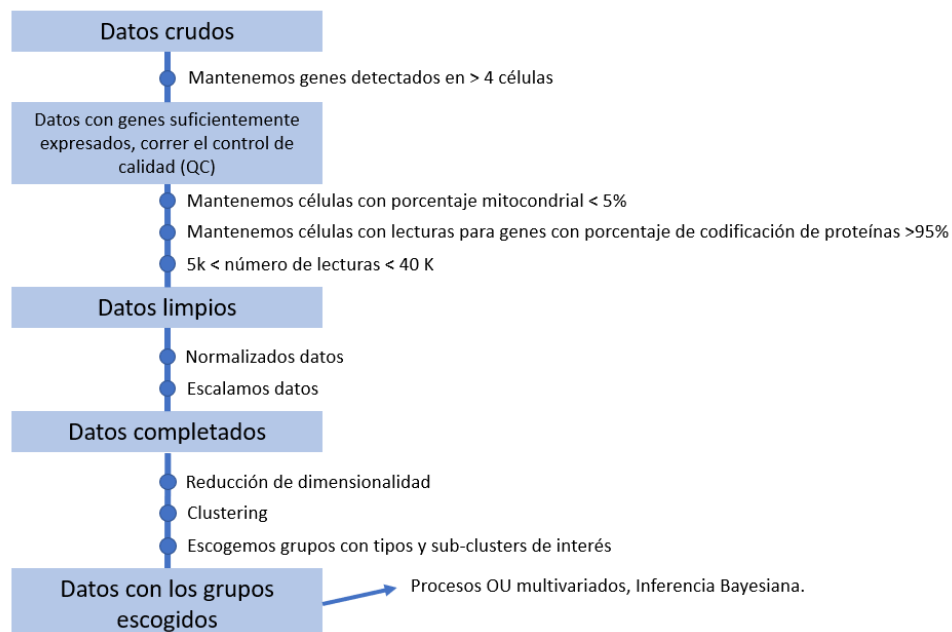 Datos crudos
Mantenemos genes detectados en > 4 células
Datos con genes suficientemente
expresados, correr el control de
calidad (QC)
Mantenemos células con porcentaje mitocondrial < 5%
Mantenemos células con lecturas para genes con porcentaje de codificación de proteínas >95%
5k < número de lecturas < 40 K
Datos limpios
Normalizados datos
Escalamos datos
Datos completados
Reducción de dimensionalidad
Clustering
Escogemos grupos con tipos y sub-clusters de interés
Datos con los grupos
escogidos
Procesos OU multivariados, Inferencia Bayesiana.